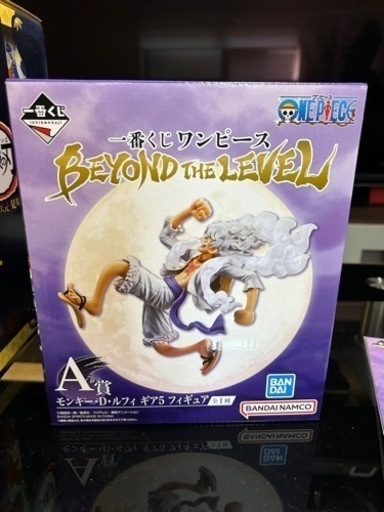 一番くじ
ONE PIECE
一番くじ ワンピース
BEYOND THE LEVEL
A賞
モンキー・D・ルフィ ギア5 フィギュア 全1種
BANDAI
BANDAI NAMCO